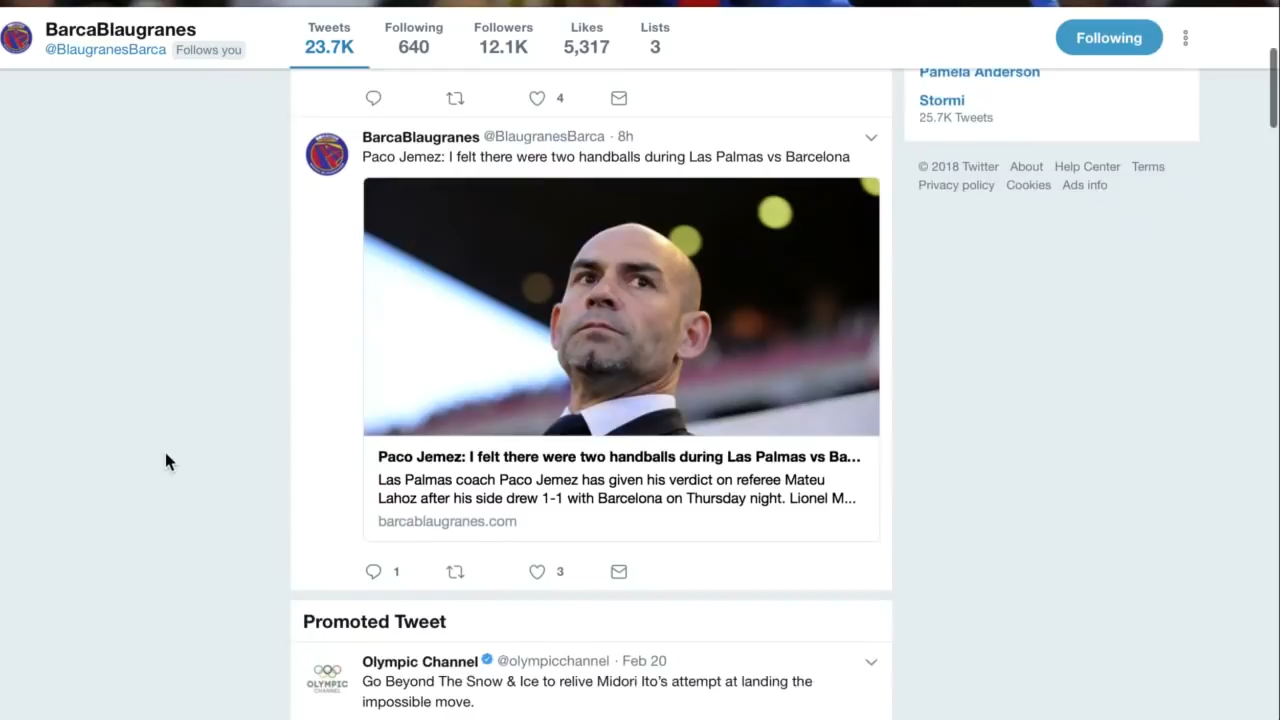 BarcaBlaugranes
@BlaugranesBarca Follows you
Tweets Following Followers Likes Lists
23.7K 640 12.1K 5,317 3
Following
Pamela Anderson
Stormi
25.7K Tweets
© 2018 Twitter About Help Center Terms
Privacy policy Cookies Ads info
4
BarcaBlaugranes @BlaugranesBarca · 8h
Paco Jemez: I felt there were two handballs during Las Palmas vs Barcelona
Paco Jemez: I felt there were two handballs during Las Palmas vs Ba...
Las Palmas coach Paco Jemez has given his verdict on referee Mateu
Lahoz after his side drew 1-1 with Barcelona on Thursday night. Lionel M...
barcablaugranes.com
1 3
Promoted Tweet
Olympic Channel @olympicchannel · Feb 20
OLYMPIC
CHANNEL
Go Beyond The Snow & Ice to relive Midori Ito's attempt at landing the
impossible move.